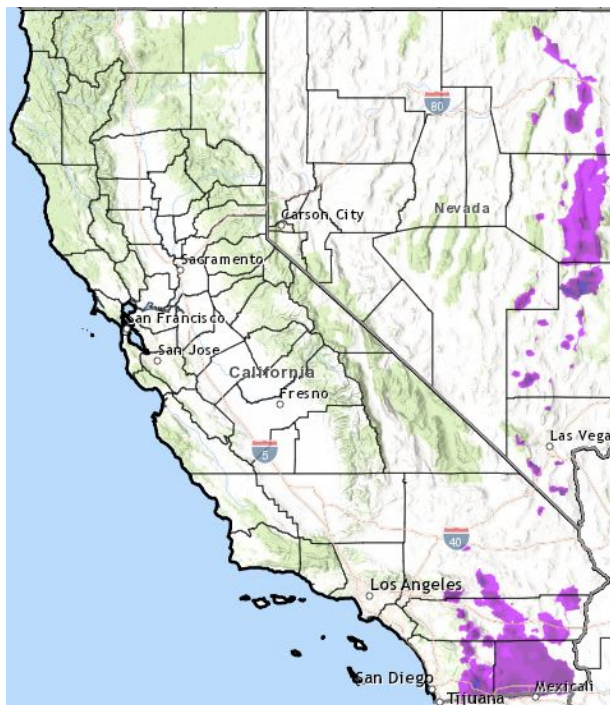 80
Nevada
Carson City
Sacramento
San Francisco
San Jose
California
Fresno
5
Las Vega
40
Los Angeles
San Diego
Tijuana
Mexicali